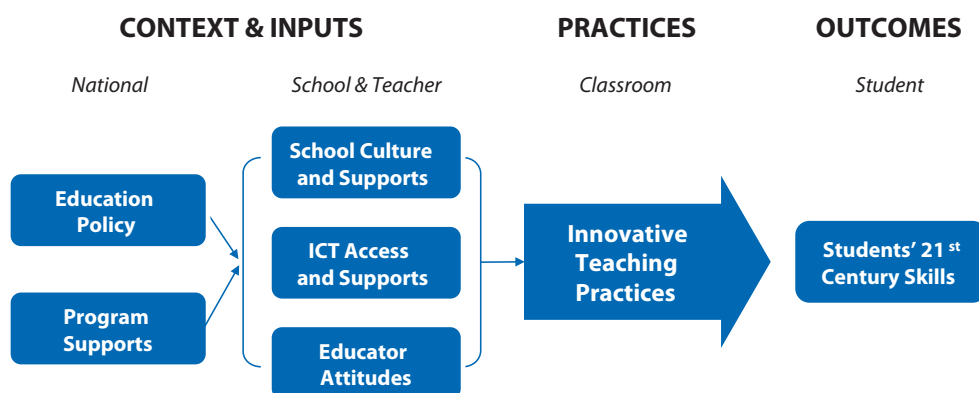 CONTEXT & INPUTS
PRACTICES
OUTCOMES
National
School & Teacher
Classroom
Student
Education
Policy
Program
Supports
School Culture
and Supports
ICT Access
and Supports
Educator
Attitudes
Innovative
Teaching
Practices
Students’ 21 st
Century Skills